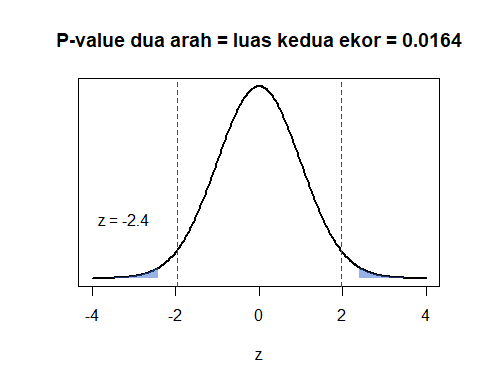 P-value dua arah = luas kedua ekor = 0.0164
z = -2.4
-4 -2 0 2 4
z